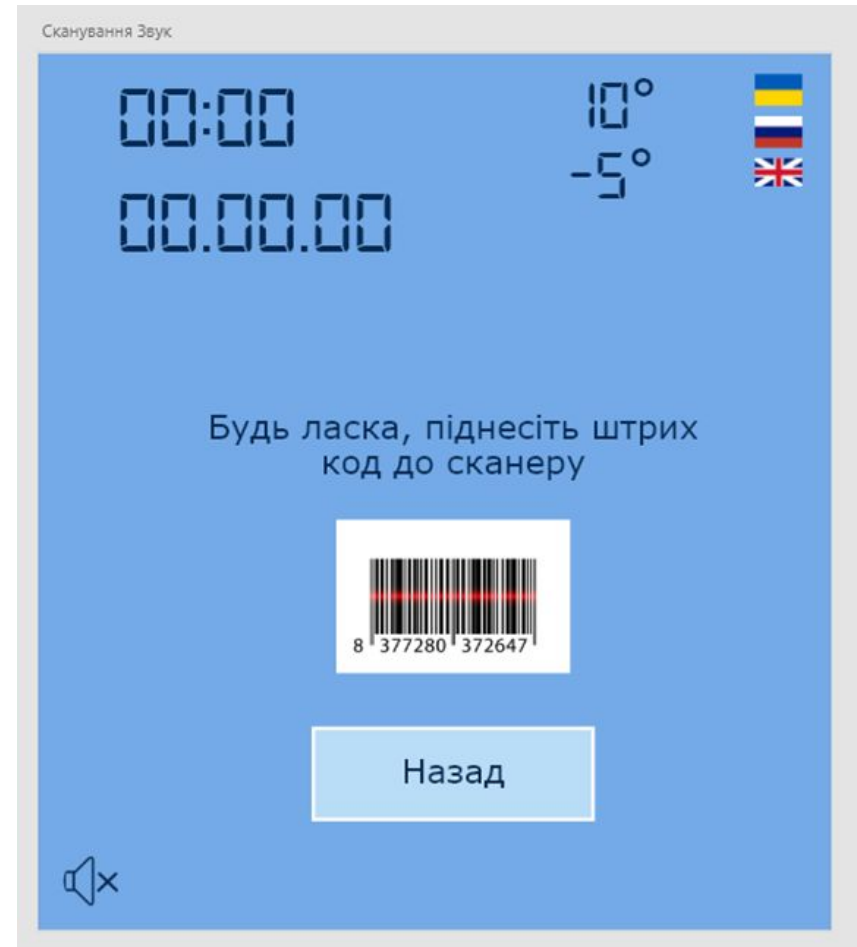 Сканування Звук
00:00
10°
-5°
00.00.00
Будь ласка, піднесіть штрих
код до сканеру
8 377280 372647
Назад